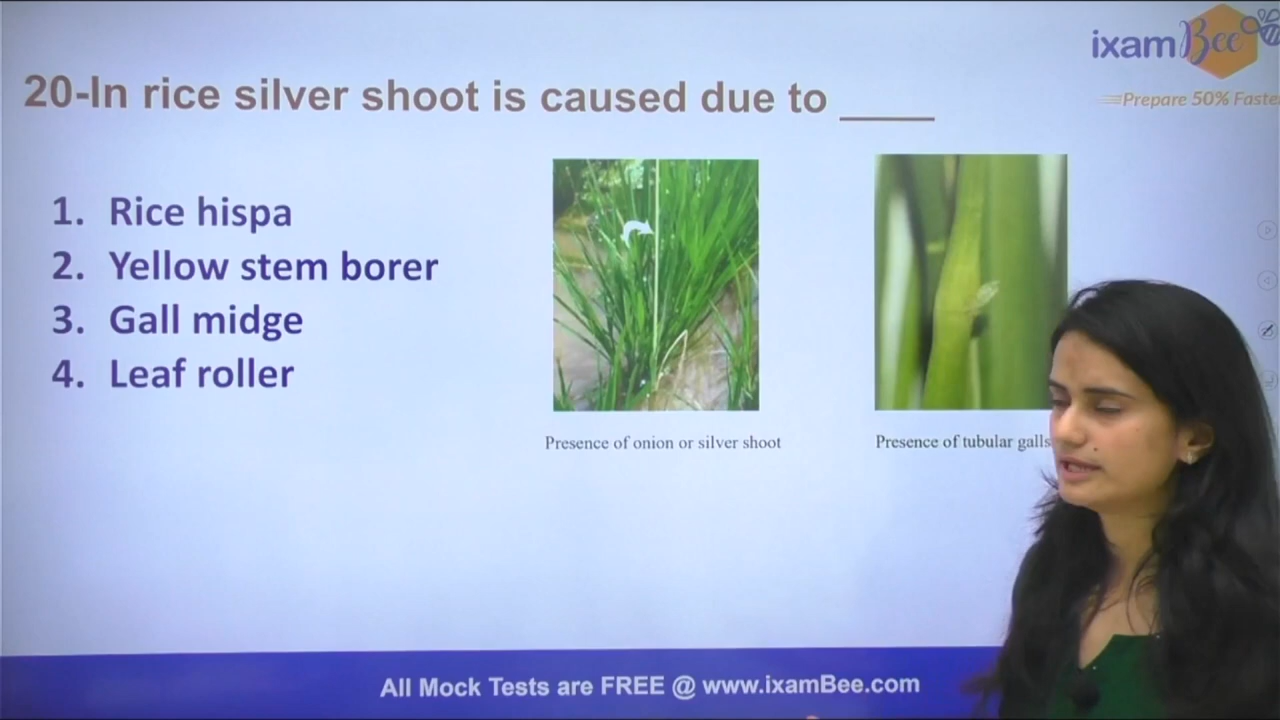 ixamBee
Prepare 50% Faste
20-In rice silver shoot is caused due to _____
1. Rice hispa
2. Yellow stem borer
3. Gall midge
4. Leaf roller
Presence of onion or silver shoot
Presence of tubular galls
All Mock Tests are FREE @ www.ixamBee.com